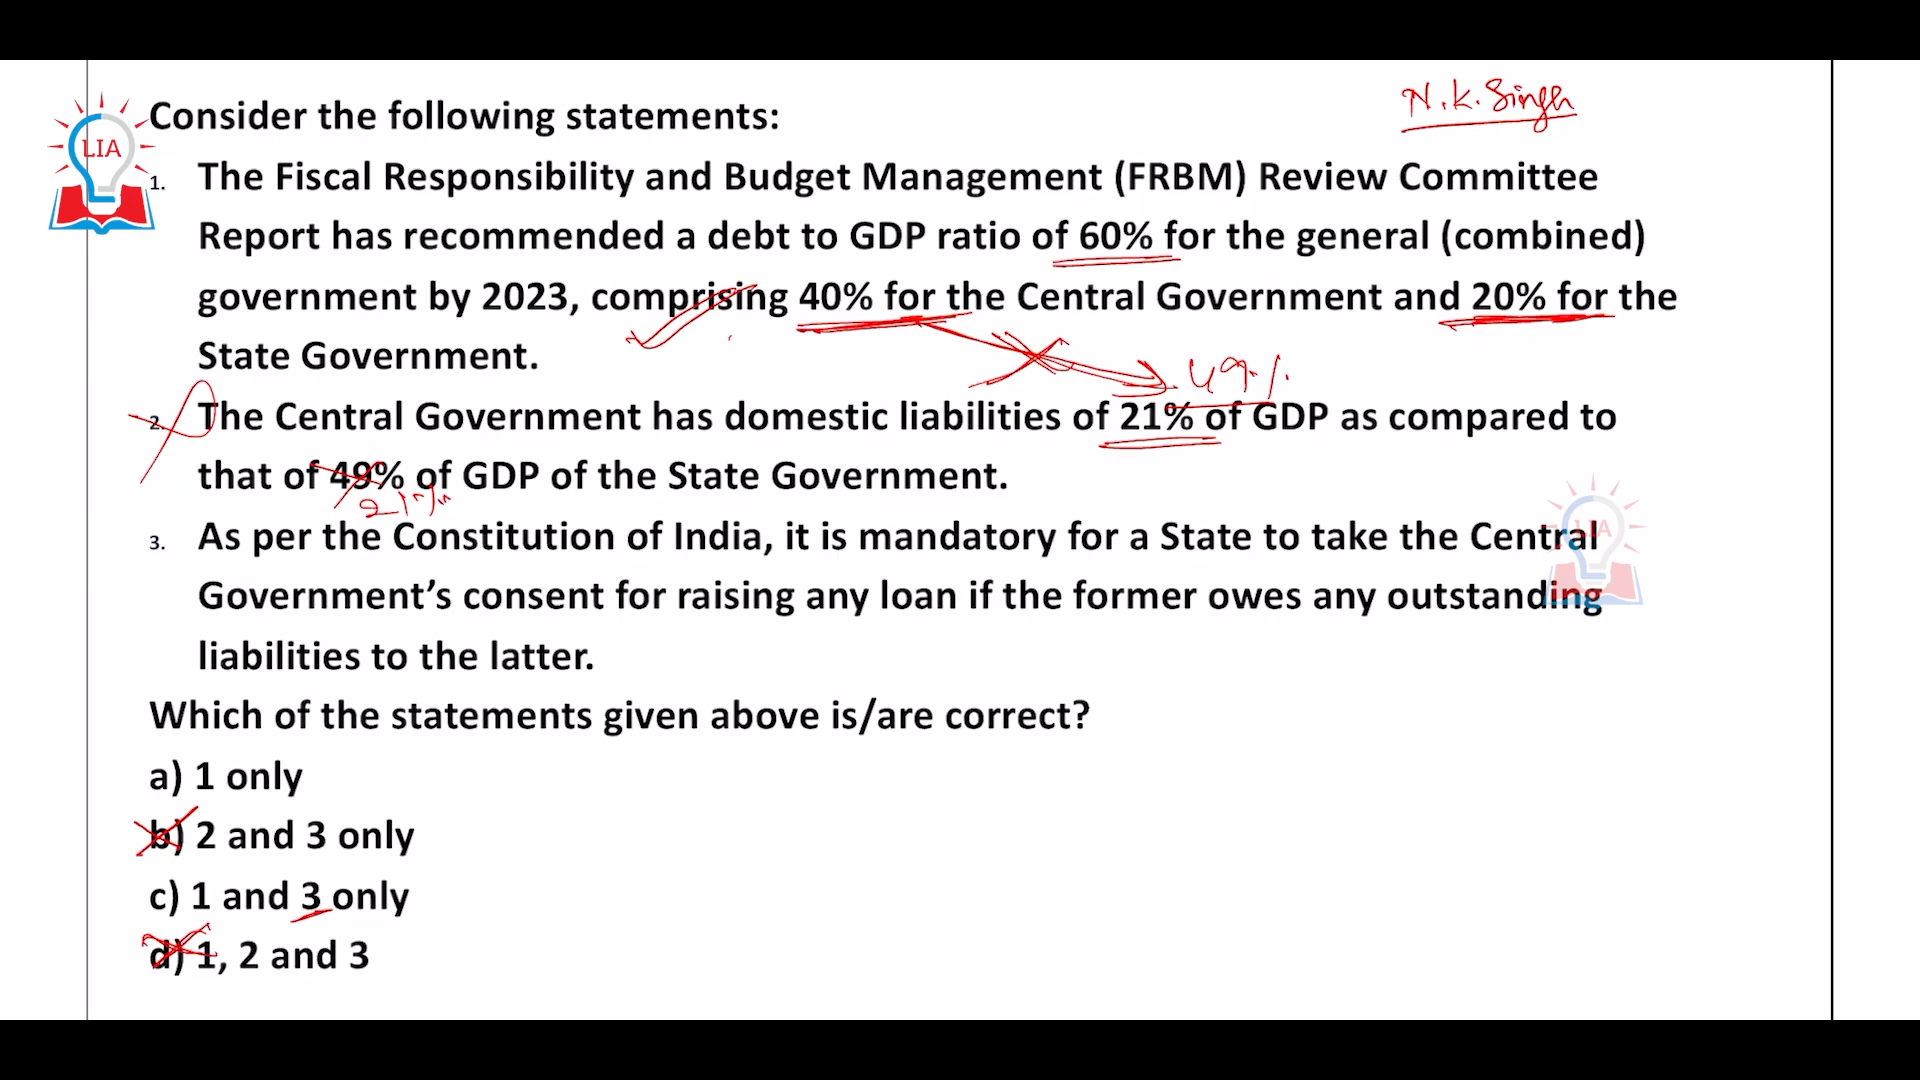 N.K. Singh
LIA
Consider the following statements:
1. The Fiscal Responsibility and Budget Management (FRBM) Review Committee
Report has recommended a debt to GDP ratio of 60% for the general (combined)
government by 2023, comprising 40% for the Central Government and 20% for the
State Government.
49%
2. The Central Government has domestic liabilities of 21% of GDP as compared to
that of 49% of GDP of the State Government.
21%
LIA
3. As per the Constitution of India, it is mandatory for a State to take the Central
Government’s consent for raising any loan if the former owes any outstanding
liabilities to the latter.
Which of the statements given above is/are correct?
a) 1 only
b) 2 and 3 only
c) 1 and 3 only
d) 1, 2 and 3